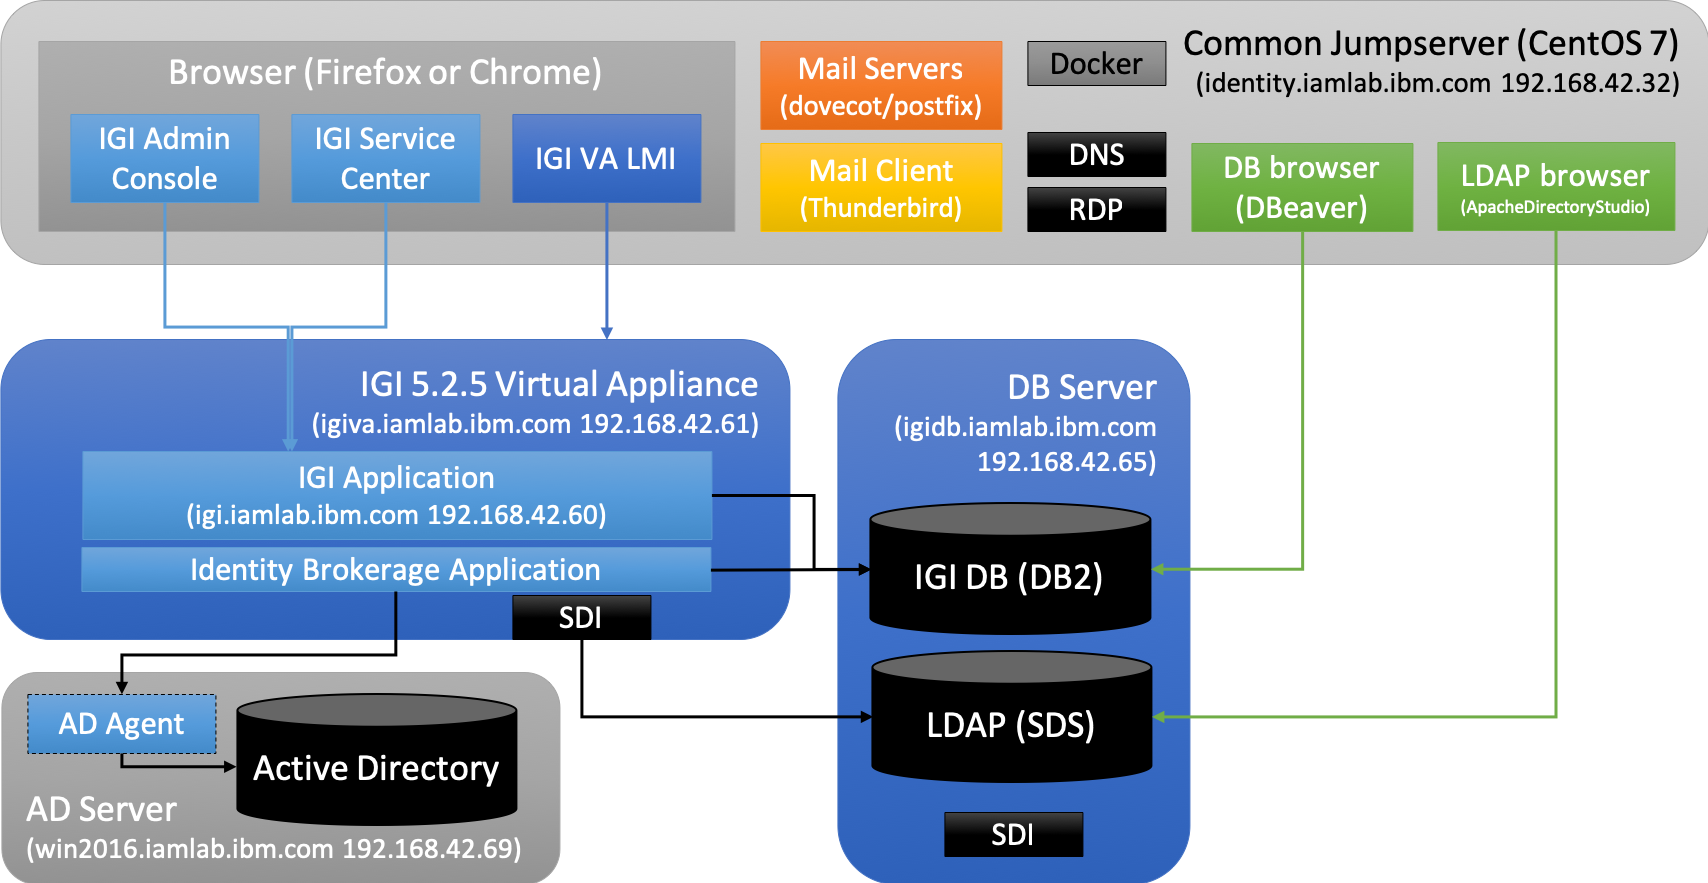 Common Jumpserver (CentOS 7)
(identity.iamlab.ibm.com 192.168.42.32)
Browser (Firefox or Chrome)
IGI Admin
Console
IGI Service
Center
IGI VA LMI
Mail Servers
(dovecot/postfix)
Mail Client
(Thunderbird)
Docker
DNS
RDP
DB browser
(DBeaver)
LDAP browser
(ApacheDirectoryStudio)
IGI 5.2.5 Virtual Appliance
(igiva.iamlab.ibm.com 192.168.42.61)
IGI Application
(igi.iamlab.ibm.com 192.168.42.60)
Identity Brokerage Application
SDI
DB Server
(igidb.iamlab.ibm.com
192.168.42.65)
IGI DB (DB2)
LDAP (SDS)
SDI
AD Agent
Active Directory
AD Server
(win2016.iamlab.ibm.com 192.168.42.69)